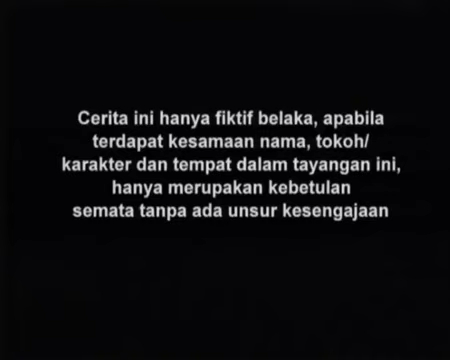 Cerita ini hanya fiktif belaka, apabila
terdapat kesamaan nama, tokoh/
karakter dan tempat dalam tayangan ini,
hanya merupakan kebetulan
semata tanpa ada unsur kesengajaan